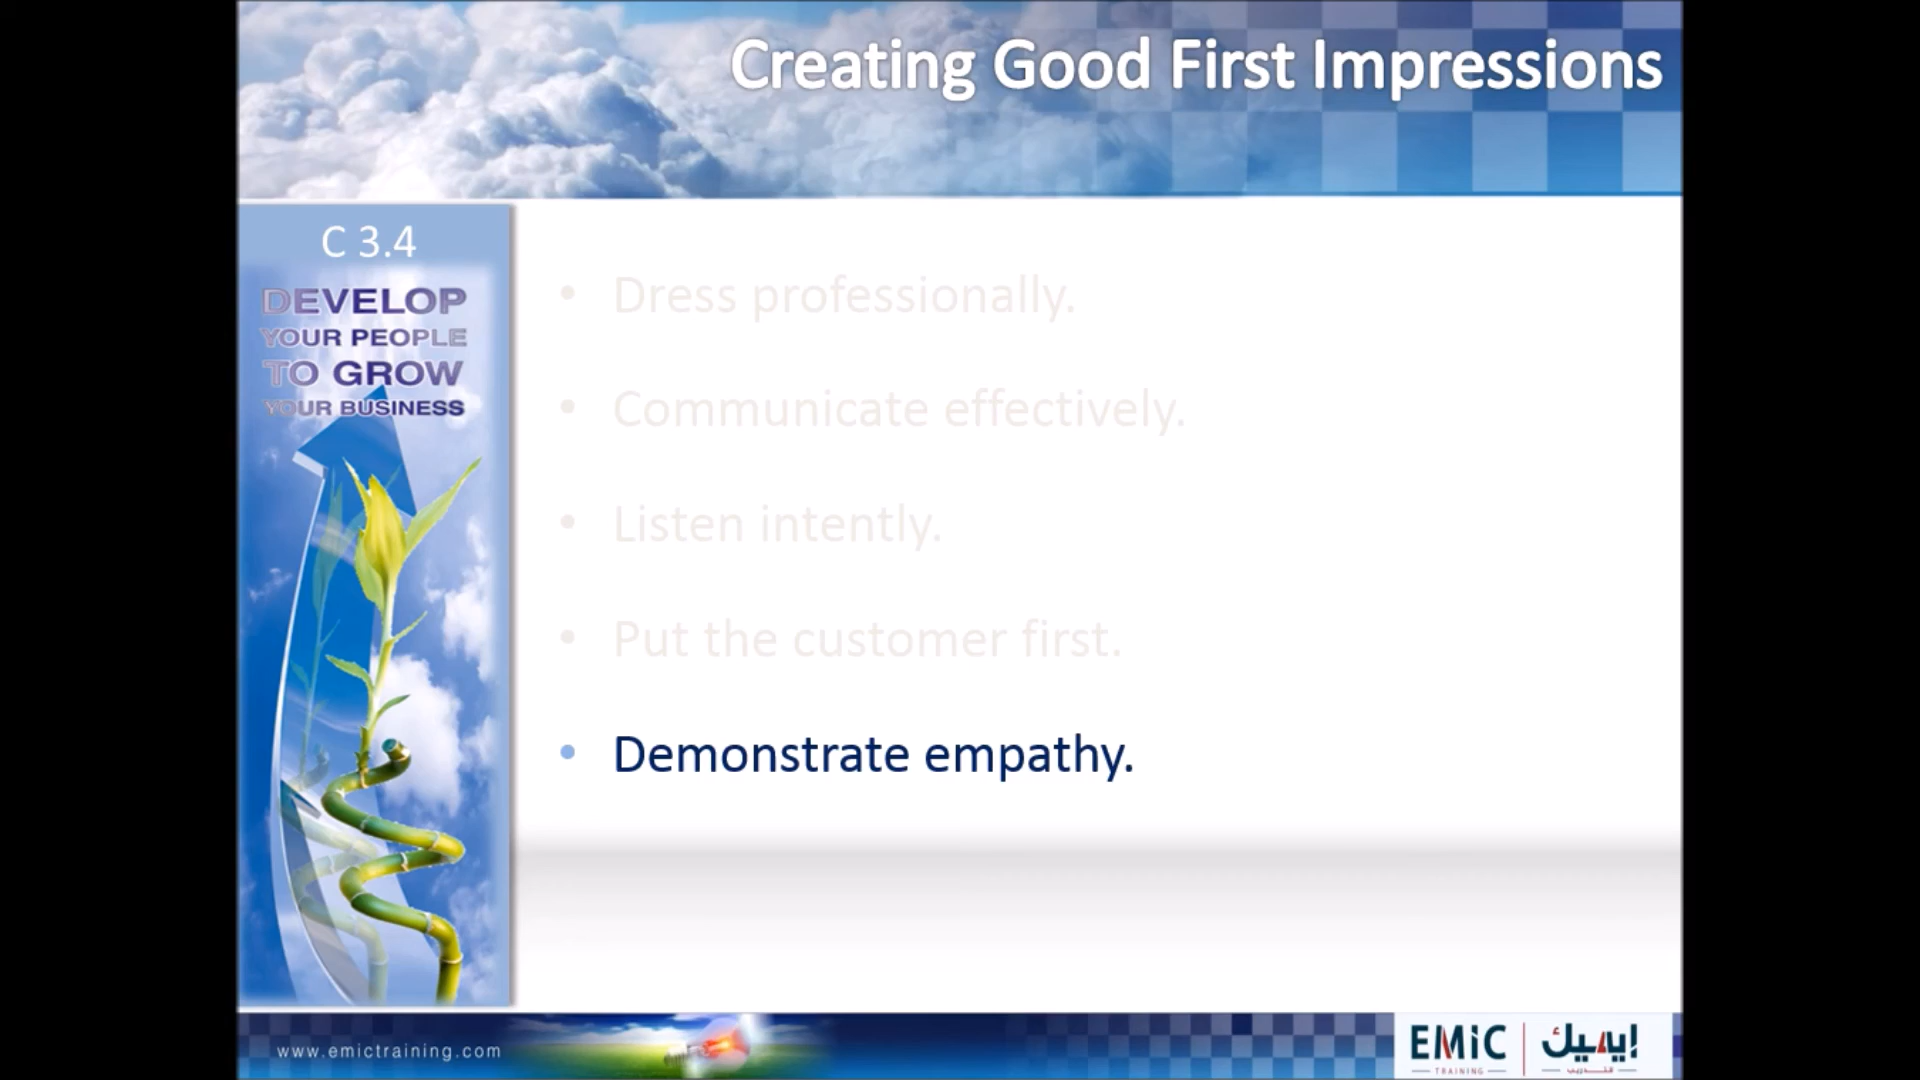 Creating Good First Impressions
C 3.4
DEVELOP
YOUR PEOPLE
TO GROW
YOUR BUSINESS
• Dress professionally.
• Communicate effectively.
• Listen intently.
• Put the customer first.
• Demonstrate empathy.
www.emictraining.com
EMiC
TRAINING
ايميك
للتدريب